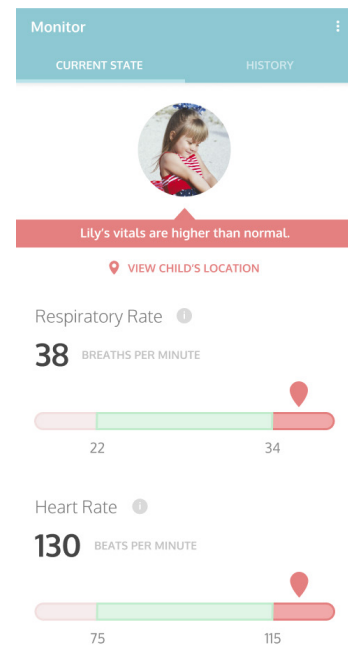 Monitor
CURRENT STATE HISTORY
Lily's vitals are higher than normal.
VIEW CHILD'S LOCATION
Respiratory Rate i
38 BREATHS PER MINUTE
22 34
Heart Rate i
130 BEATS PER MINUTE
75 115